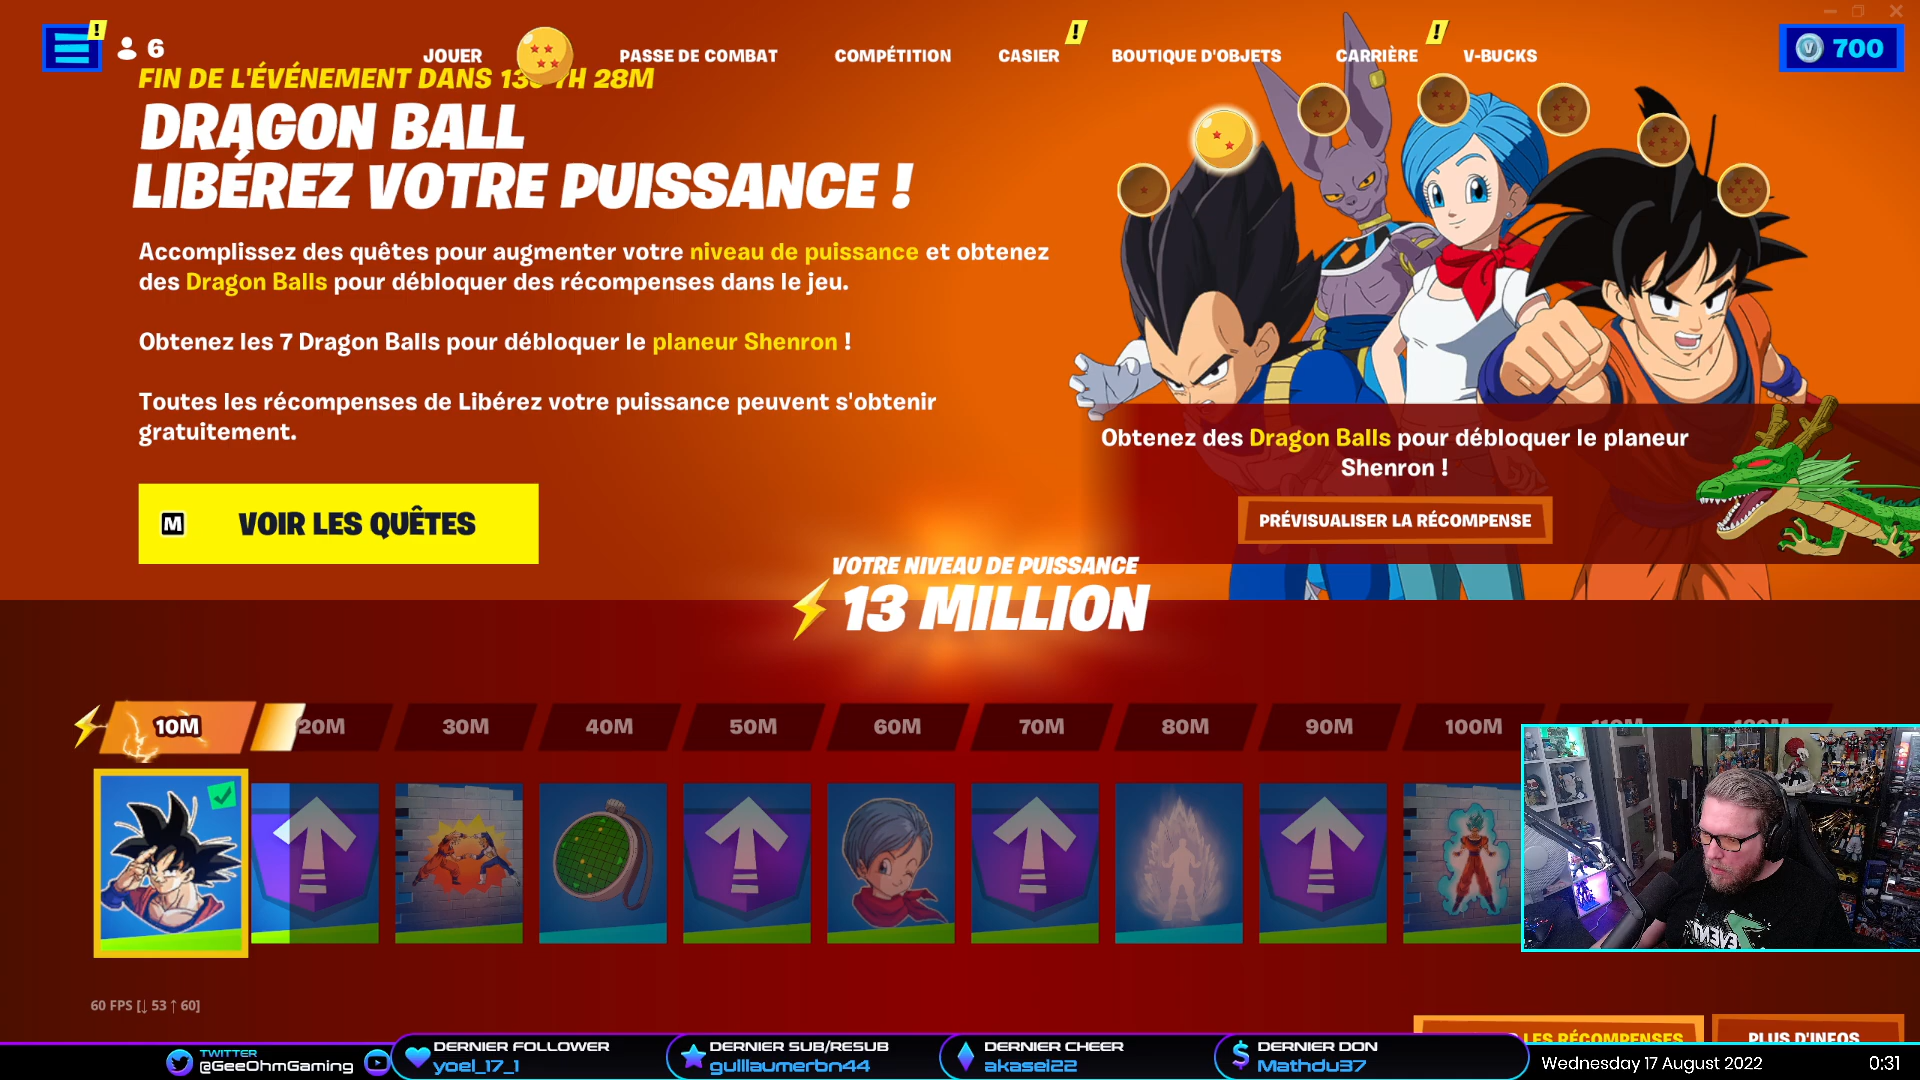 6
JOUER
PASSE DE COMBAT
COMPÉTITION
CASIER
BOUTIQUE D'OBJETS
CARRIÈRE
V-BUCKS
700
FIN DE L'ÉVÉNEMENT DANS 28M
DRAGON BALL
LIBÉREZ VOTRE PUISSANCE !
Accomplissez des quêtes pour augmenter votre niveau de puissance et obtenez
des Dragon Balls pour débloquer des récompenses dans le jeu.
Obtenez les 7 Dragon Balls pour débloquer le planeur Shenron !
Toutes les récompenses de Libérez votre puissance peuvent s'obtenir
gratuitement.
M VOIR LES QUÊTES
Obtenez des Dragon Balls pour débloquer le planeur
Shenron !
PRÉVISUALISER LA RÉCOMPENSE
VOTRE NIVEAU DE PUISSANCE
13 MILLION
10M
20M
30M
40M
50M
60M
70M
80M
90M
100M
60 FPS [↓ 53 ↑ 60]
LES RÉCOMPENSES
PLUS D'INFOS
TWITTER
@GeeOhmGaming
DERNIER FOLLOWER
yoel_17_1
DERNIER SUB/RESUB
guillaumerbn44
DERNIER CHEER
akasei22
DERNIER DON
Mathdu37
Wednesday 17 August 2022
0:31